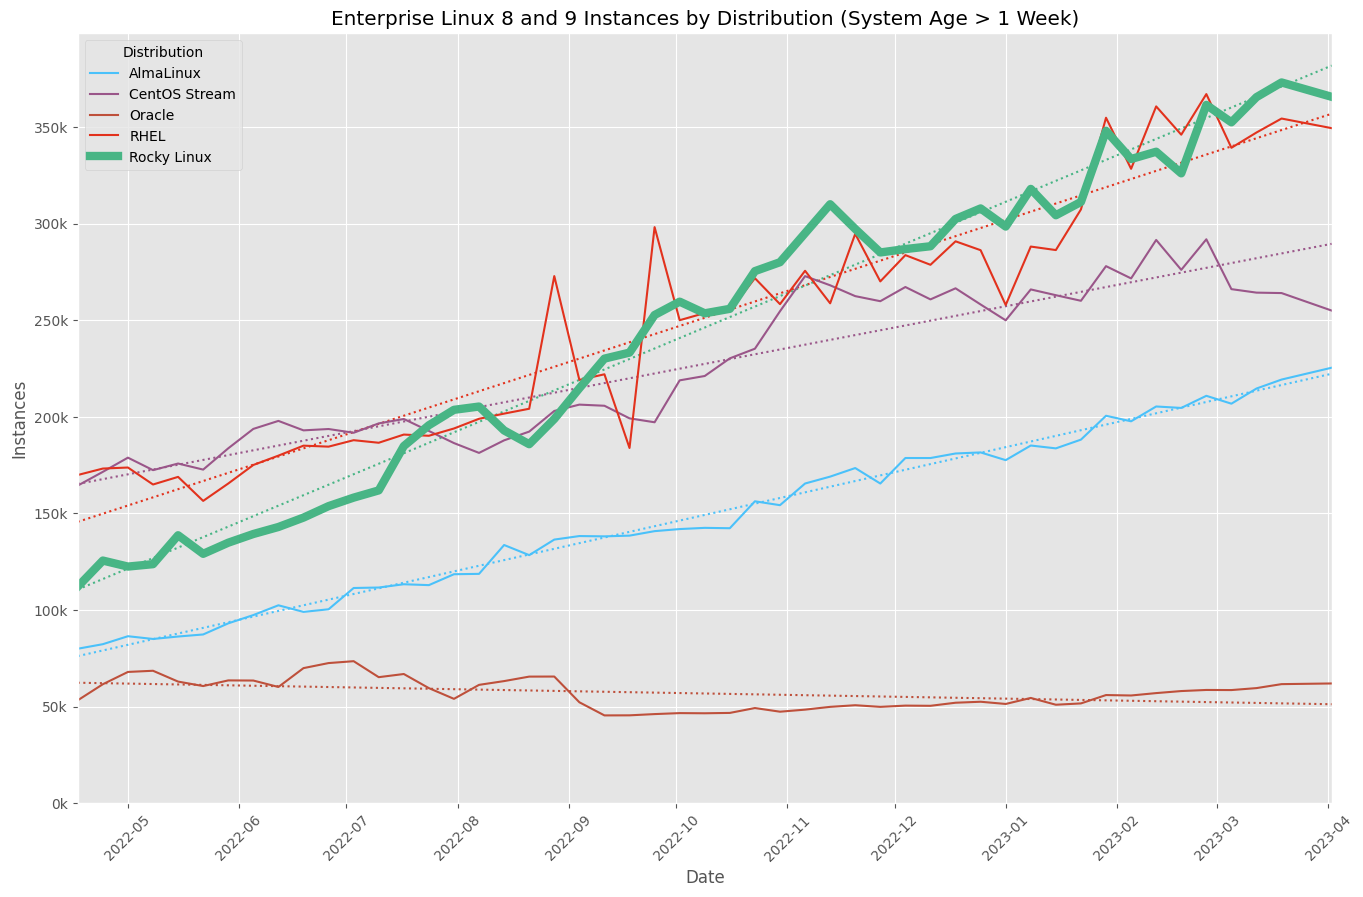 Enterprise Linux 8 and 9 Instances by Distribution (System Age > 1 Week)
Distribution
AlmaLinux
CentOS Stream
Oracle
RHEL
Rocky Linux
350k
300k
250k
200k
150k
100k
50k
0k
Instances
2022-05
2022-06
2022-07
2022-08
2022-09
2022-10
2022-11
2022-12
2023-01
2023-02
2023-03
2023-04
Date